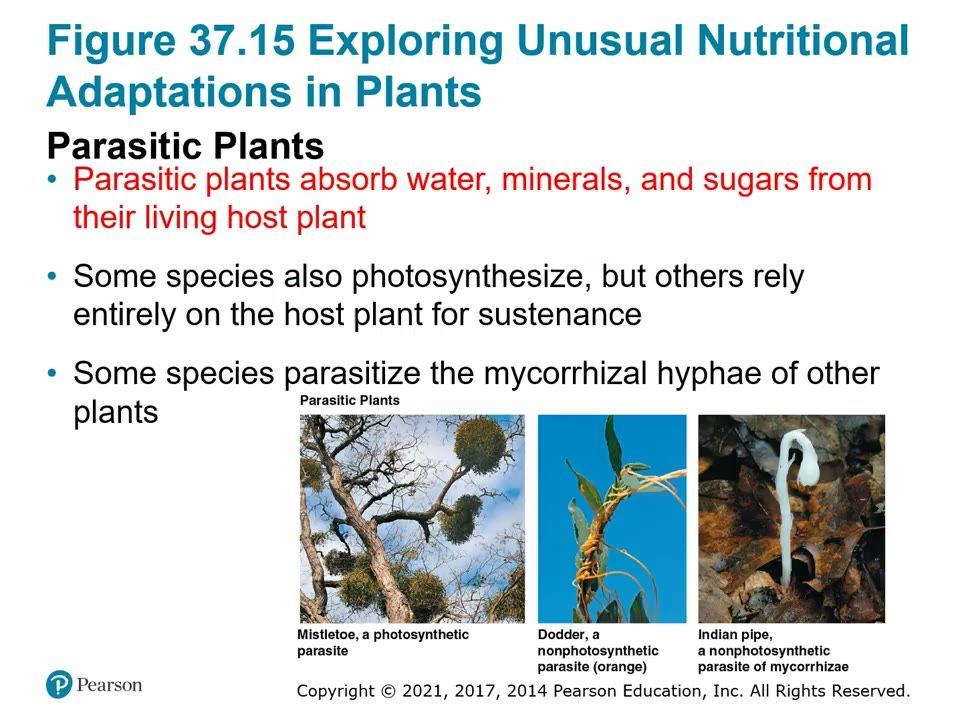 Figure 37.15 Exploring Unusual Nutritional
Adaptations in Plants
Parasitic Plants
• Parasitic plants absorb water, minerals, and sugars from
their living host plant
• Some species also photosynthesize, but others rely
entirely on the host plant for sustenance
• Some species parasitize the mycorrhizal hyphae of other
plants
Parasitic Plants
Mistletoe, a photosynthetic
parasite
Dodder, a
nonphotosynthetic
parasite (orange)
Indian pipe,
a nonphotosynthetic
parasite of mycorrhizae
P Pearson
Copyright © 2021, 2017, 2014 Pearson Education, Inc. All Rights Reserved.